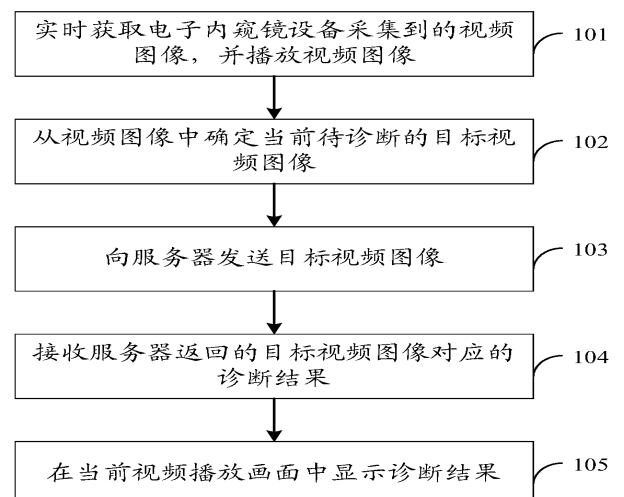 实时获取电子内窥镜设备采集到的视频
图像，并播放视频图像
101
从视频图像中确定当前待诊断的目标视
频图像
102
向服务器发送目标视频图像
103
接收服务器返回的目标视频图像对应的
诊断结果
104
在当前视频播放画面中显示诊断结果
105